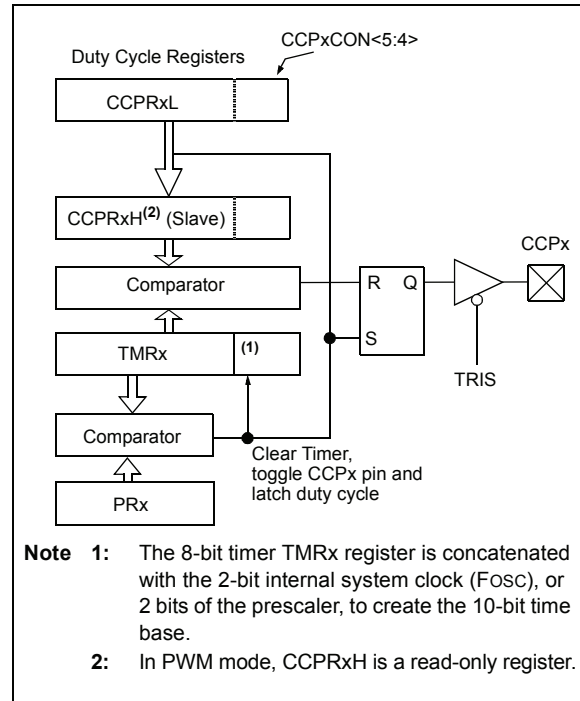 CCPxCON<5:4>
Duty Cycle Registers
CCPRxL
CCPRxH(2) (Slave)
CCPx
Comparator
R Q
TMRx (1)
S
TRIS
Comparator
Clear Timer,
toggle CCPx pin and
latch duty cycle
PRx
Note 1: The 8-bit timer TMRx register is concatenated
with the 2-bit internal system clock (FOSC), or
2 bits of the prescaler, to create the 10-bit time
base.
2: In PWM mode, CCPRxH is a read-only register.